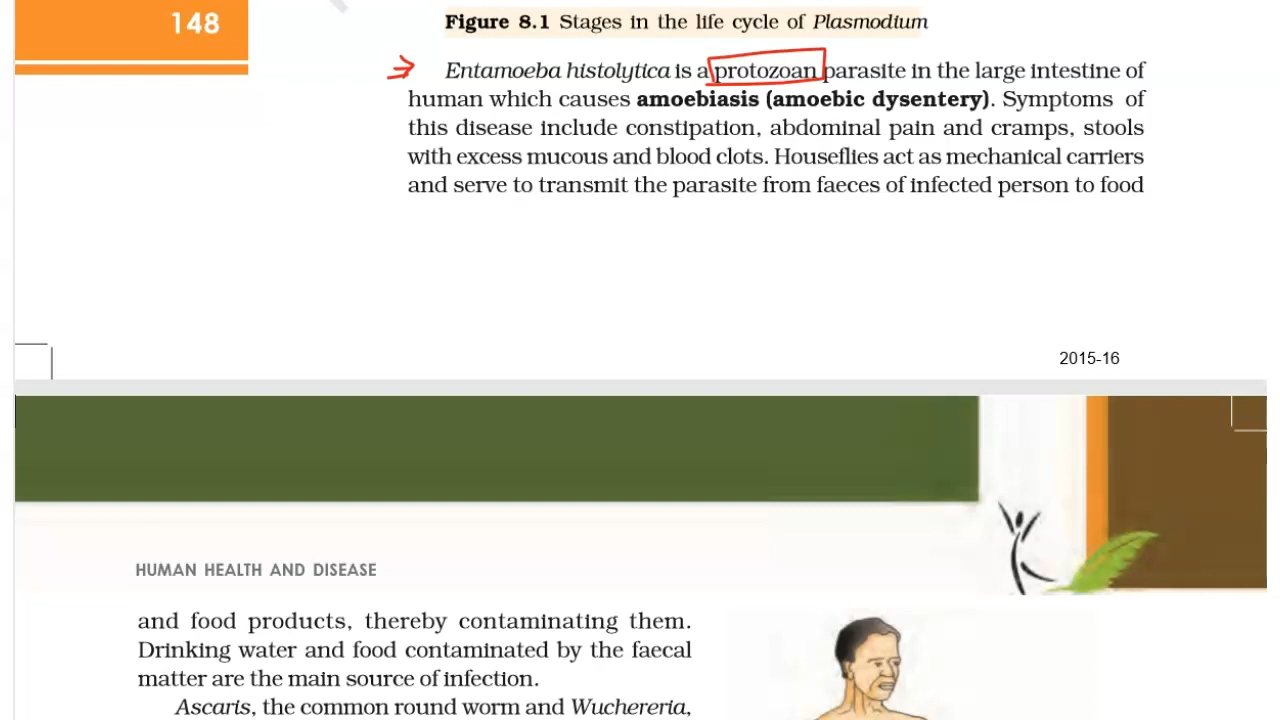 148
Figure 8.1 Stages in the life cycle of Plasmodium
Entamoeba histolytica is a protozoan parasite in the large intestine of
human which causes amoebiasis (amoebic dysentery). Symptoms of
this disease include constipation, abdominal pain and cramps, stools
with excess mucous and blood clots. Houseflies act as mechanical carriers
and serve to transmit the parasite from faeces of infected person to food
2015-16
HUMAN HEALTH AND DISEASE
and food products, thereby contaminating them.
Drinking water and food contaminated by the faecal
matter are the main source of infection.
Ascaris, the common round worm and Wuchereria,